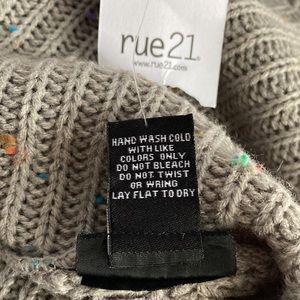 rue21
www.rue21.com
HAND WASH COLD
WITH LIKE
COLORS ONLY
DO NOT BLEACH
DO NOT TWIST
OR WRING
LAY FLAT TO DRY